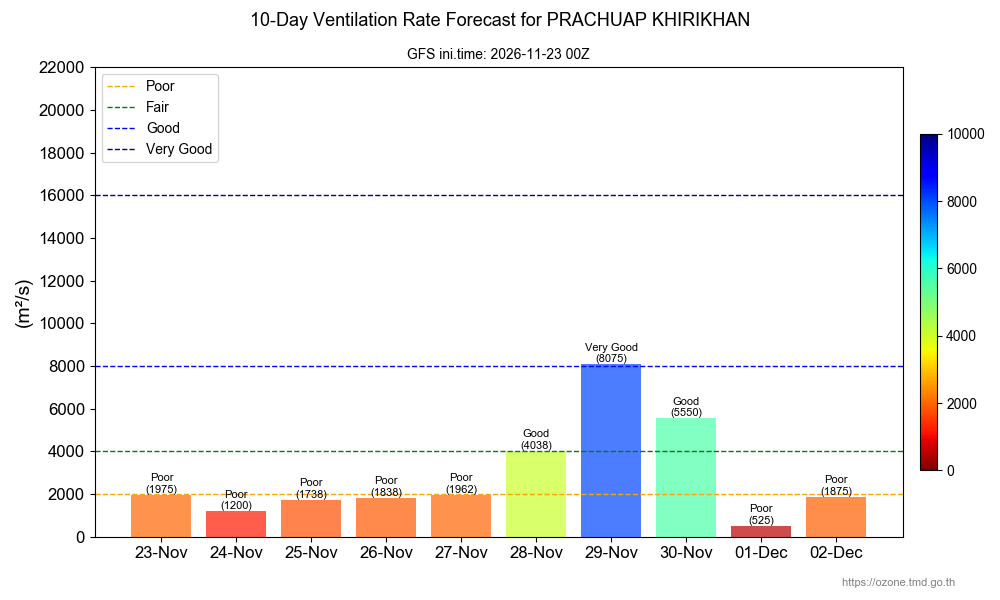 10-Day Ventilation Rate Forecast for PRACHUAP KHIRIKHAN
GFS ini.time: 2026-11-23 00Z
22000
20000
18000
16000
14000
12000
10000
8000
6000
4000
2000
0
(m²/s)
Poor
Fair
Good
Very Good
Poor
(1975)
Poor
(1200)
Poor
(1738)
Poor
(1838)
Poor
(1962)
Good
(4038)
Very Good
(8075)
Good
(5550)
Poor
(525)
Poor
(1875)
23-Nov
24-Nov
25-Nov
26-Nov
27-Nov
28-Nov
29-Nov
30-Nov
01-Dec
02-Dec
10000
8000
6000
4000
2000
0
https://ozone.tmd.go.th